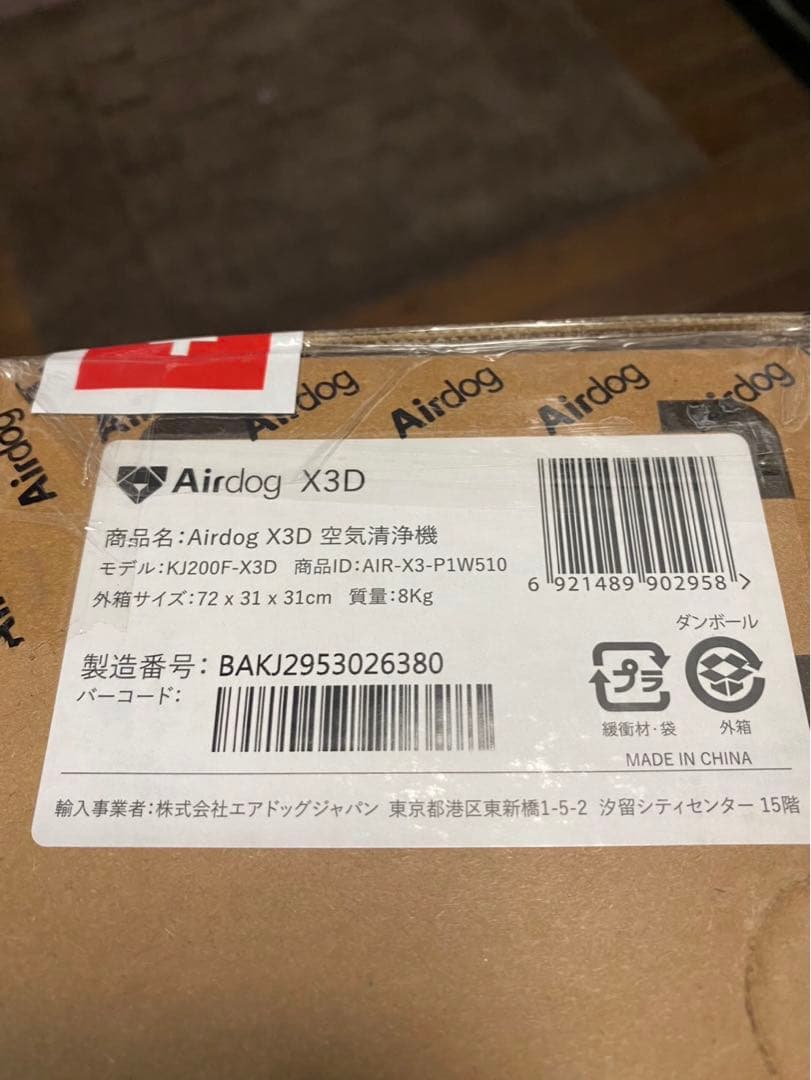 Airdog
Airdog
Airdog
Airdog
Airdog
Airdog X3D
商品名:Airdog X3D 空気清浄機
モデル:KJ200F-X3D 商品ID:AIR-X3-P1W510
外箱サイズ:72 x 31 x 31cm 質量:8Kg
6 921489 902958 >
製造番号: BAKJ2953026380
バーコード:
ダンボール
プラ
緩衝材・袋 外箱
MADE IN CHINA
輸入事業者:株式会社エアドッグジャパン 東京都港区東新橋1-5-2 汐留シティセンター 15階